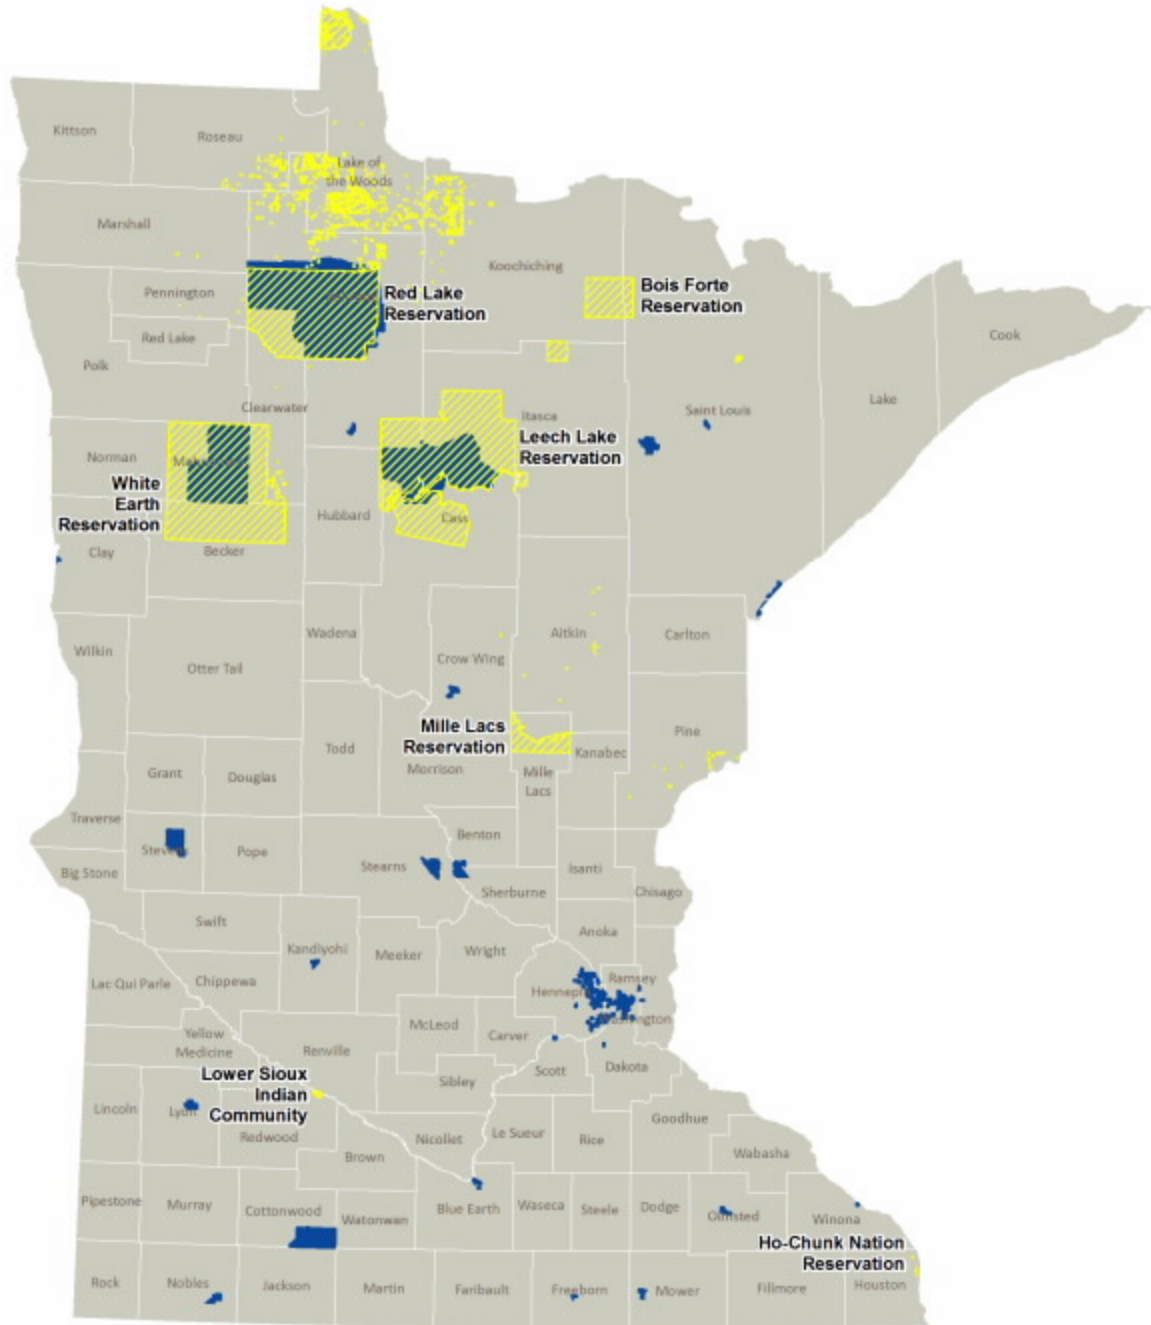 Kittson
Roseau
Lake of
the Woods
Marshall
Koochiching
Pennington
Red Lake
Reservation
Bois Forte
Reservation
Red Lake
Cook
Polk
Lake
Clearwater
Itasca
Saint Louis
Leech Lake
Reservation
Norman
White
Earth
Reservation
Hubbard
Cass
Clay
Becker
Wadena
Aitkin
Carlton
Wilkin
Crow Wing
Otter Tail
Mille Lacs
Reservation
Pine
Todd
Kanabec
Morrison
Mille
Lacs
Grant
Douglas
Traverse
Benton
Stevens
Pope
Stearns
Isanti
Big Stone
Sherburne
Chisago
Swift
Anoka
Kandiyohi
Meeker
Wright
Lac Qui Parle
Chippewa
Ramsey
Hennepin
Washington
McLeod
Yellow
Medicine
Renville
Carver
Scott
Dakota
Lower Sioux
Indian
Community
Sibley
Lincoln
Lyon
Redwood
Nicollet
Le Sueur
Rice
Goodhue
Brown
Wabasha
Pipestone
Murray
Cottonwood
Watonwan
Blue Earth
Waseca
Steele
Dodge
Olmsted
Winona
Ho-Chunk Nation
Reservation
Rock
Nobles
Jackson
Martin
Faribault
Freeborn
Mower
Fillmore
Houston